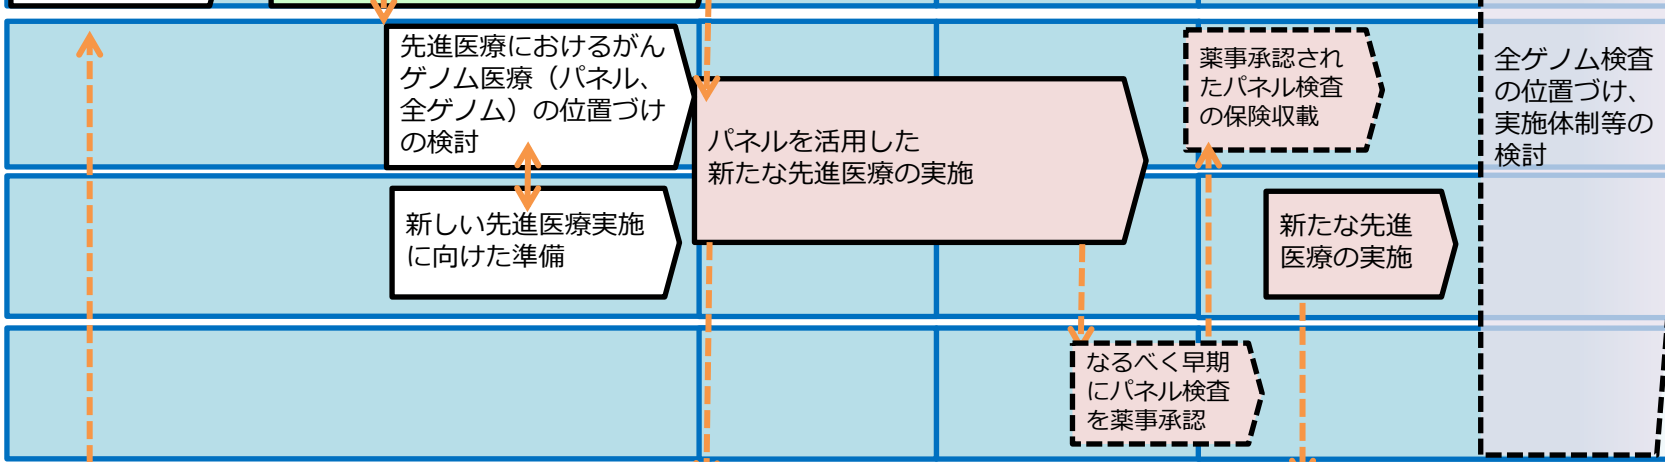 先進医療におけるがん
ゲノム医療（パネル、
全ゲノム）の位置づけ
の検討
新しい先進医療実施
に向けた準備
パネルを活用した
新たな先進医療の実施
薬事承認され
たパネル検査
の保険収載
新たな先進
医療の実施
なるべく早期
にパネル検査
を薬事承認
全ゲノム検査
の位置づけ、
実施体制等の
検討